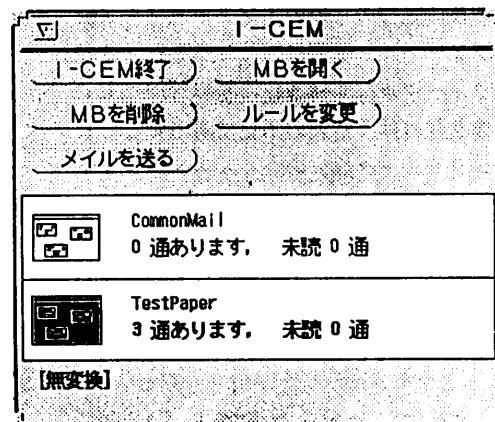 I-CEM
I-CEM終了 MBを開く
MBを削除 ルールを変更
メイルを送る
CommonMail
0 通あります, 未読 0 通
TestPaper
3 通あります, 未読 0 通
[無変換]